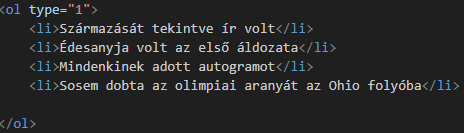 <ol type="1">
<li>Származását tekintve ír volt</li>
<li>Édesanyja volt az első áldozata</li>
<li>Mindenkinek adott autogramot</li>
<li>Sosem dobta az olimpiai aranyát az Ohio folyóba</li>
</ol>